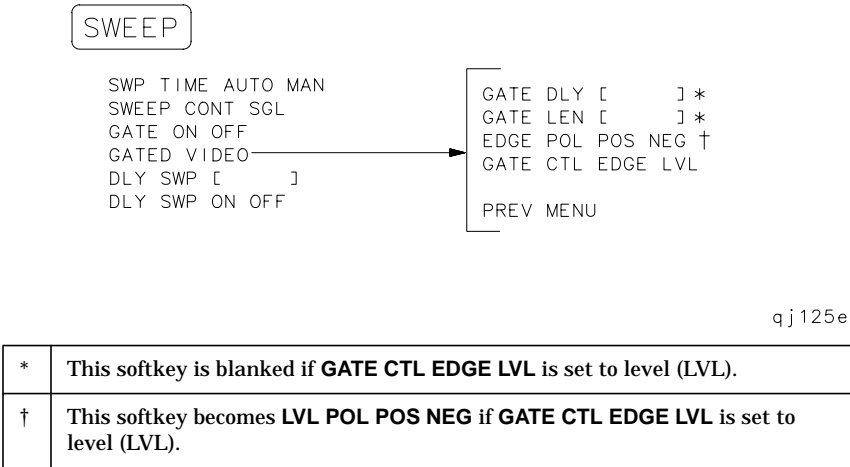 SWEEP
SWP TIME AUTO MAN
SWEEP CONT SGL
GATE ON OFF
GATED VIDEO
DLY SWP [ ]
DLY SWP ON OFF
GATE DLY [ ] *
GATE LEN [ ] *
EDGE POL POS NEG †
GATE CTL EDGE LVL
PREV MENU
qj125e
* This softkey is blanked if GATE CTL EDGE LVL is set to level (LVL).
† This softkey becomes LVL POL POS NEG if GATE CTL EDGE LVL is set to
level (LVL).